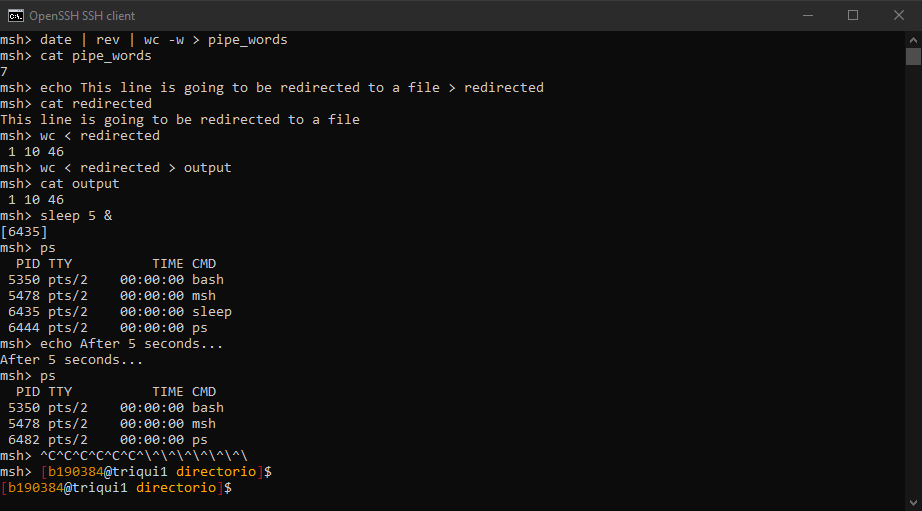 OpenSSH SSH client
msh> date | rev | wc -w > pipe_words
msh> cat pipe_words
7
msh> echo This line is going to be redirected to a file > redirected
msh> cat redirected
This line is going to be redirected to a file
msh> wc < redirected
 1 10 46
msh> wc < redirected > output
msh> cat output
 1 10 46
msh> sleep 5 &
[6435]
msh> ps
  PID TTY          TIME CMD
 5350 pts/2    00:00:00 bash
 5478 pts/2    00:00:00 msh
 6435 pts/2    00:00:00 sleep
 6444 pts/2    00:00:00 ps
msh> echo After 5 seconds...
After 5 seconds...
msh> ps
  PID TTY          TIME CMD
 5350 pts/2    00:00:00 bash
 5478 pts/2    00:00:00 msh
 6482 pts/2    00:00:00 ps
msh> ^C^C^C^C^C^C^\^\^\^\^\^\^\
msh> [b190384@triqui1 directorio]$
[b190384@triqui1 directorio]$